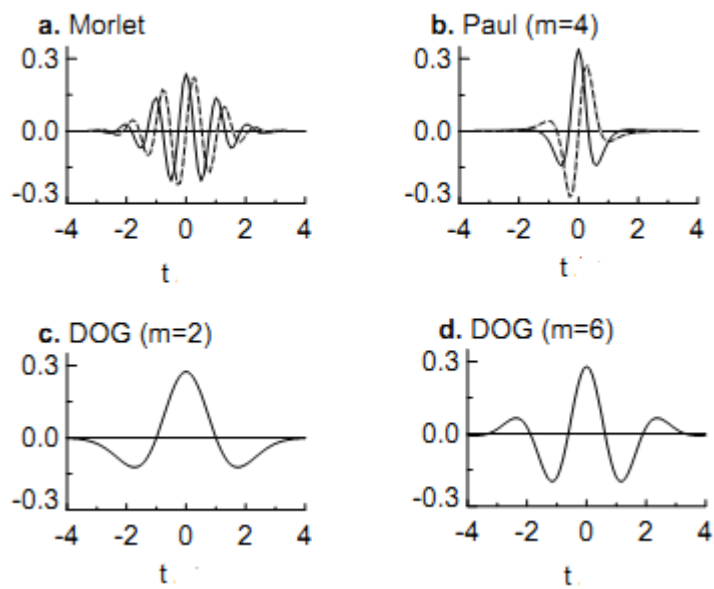 a. Morlet
0.3
0.0
-0.3
-4 -2 0 2 4
t
b. Paul (m=4)
0.3
0.0
-0.3
-4 -2 0 2 4
t
c. DOG (m=2)
0.3
0.0
-0.3
-4 -2 0 2 4
t
d. DOG (m=6)
0.3
0.0
-0.3
-4 -2 0 2 4
t